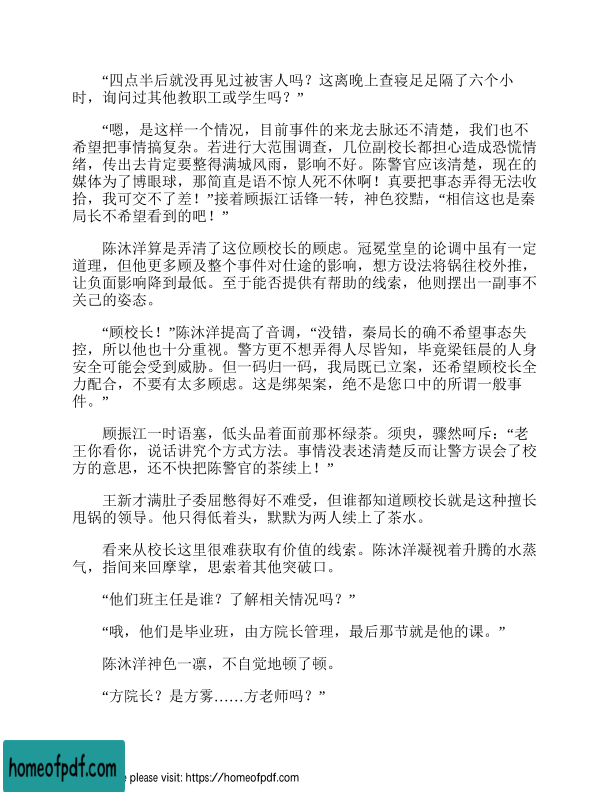 “四点半后就没再见过被害人吗？这离晚上查寝足足隔了六个小
时，询问过其他教职工或学生吗？”
“嗯，是这样一个情况，目前事件的来龙去脉还不清楚，我们也不
希望把事情搞复杂。若进行大范围调查，几位副校长都担心造成恐慌情
绪，传出去肯定要整得满城风雨，影响不好。陈警官应该清楚，现在的
媒体为了博眼球，那简直是语不惊人死不休啊！真要把事态弄得无法收
拾，我可交不了差！”接着顾振江话锋一转，神色狡黠，“相信这也是秦
局长不希望看到的吧！”
陈沐洋算是弄清了这位顾校长的顾虑。冠冕堂皇的论调中虽有一定
道理，但他更多顾及整个事件对仕途的影响，想方设法将锅往校外推，
让负面影响降到最低。至于能否提供有帮助的线索，他则摆出一副事不
关己的姿态。
“顾校长！”陈沐洋提高了音调，“没错，秦局长的确不希望事态失
控，所以他也十分重视。警方更不想弄得人尽皆知，毕竟梁钰晨的人身
安全可能会受到威胁。但一码归一码，我局既已立案，还希望顾校长全
力配合，不要有太多顾虑。这是绑架案，绝不是您口中的所谓一般事
件。”
顾振江一时语塞，低头品着面前那杯绿茶。须臾，骤然呵斥：“老
王你看你，说话讲究个方式方法。事情没表述清楚反而让警方误会了校
方的意思，还不快把陈警官的茶续上！”
王新才满肚子委屈憋得好不难受，但谁都知道顾校长就是这种擅长
甩锅的领导。他只得低着头，默默为两人续上了茶水。
看来从校长这里很难获取有价值的线索。陈沐洋凝视着升腾的水蒸
气，指间来回摩挲，思索着其他突破口。
“他们班主任是谁？了解相关情况吗？”
“哦，他们是毕业班，由方院长管理，最后那节就是他的课。”
陈沐洋神色一凛，不自觉地顿了顿。
“方院长？是方雾……方老师吗？”
homeofpdf.com
e please visit: https://homeofpdf.com